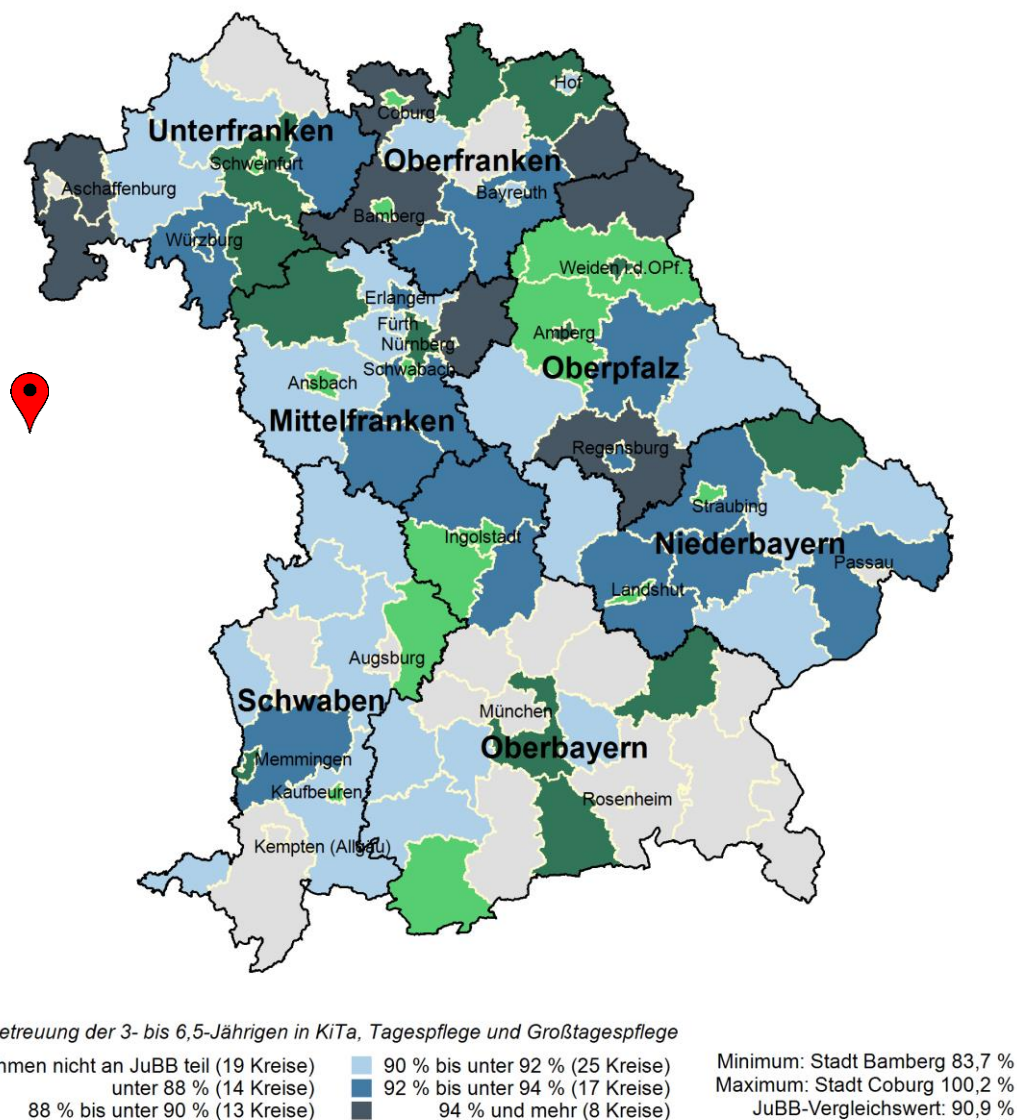 Hof
Coburg
Unterfranken
Oberfranken
Schweinfurt
Aschaffenburg
Bayreuth
Bamberg
Würzburg
Weiden i.d.OPf.
Erlangen
Fürth
Amberg
Nürnberg
Schwabach
Oberpfalz
Ansbach
Mittelfranken
Regensburg
Straubing
Ingolstadt
Niederbayern
Passau
Landshut
Augsburg
Schwaben
München
Oberbayern
Memmingen
Kaufbeuren
Rosenheim
Kempten (Allgäu)
etreuung der 3- bis 6,5-Jährigen in KiTa, Tagespflege und Großtagespflege
mmen nicht an JuBB teil (19 Kreise) 90 % bis unter 92 % (25 Kreise) Minimum: Stadt Bamberg 83,7 %
unter 88 % (14 Kreise) 92 % bis unter 94 % (17 Kreise) Maximum: Stadt Coburg 100,2 %
88 % bis unter 90 % (13 Kreise) 94 % und mehr (8 Kreise) JuBB-Vergleichswert: 90,9 %